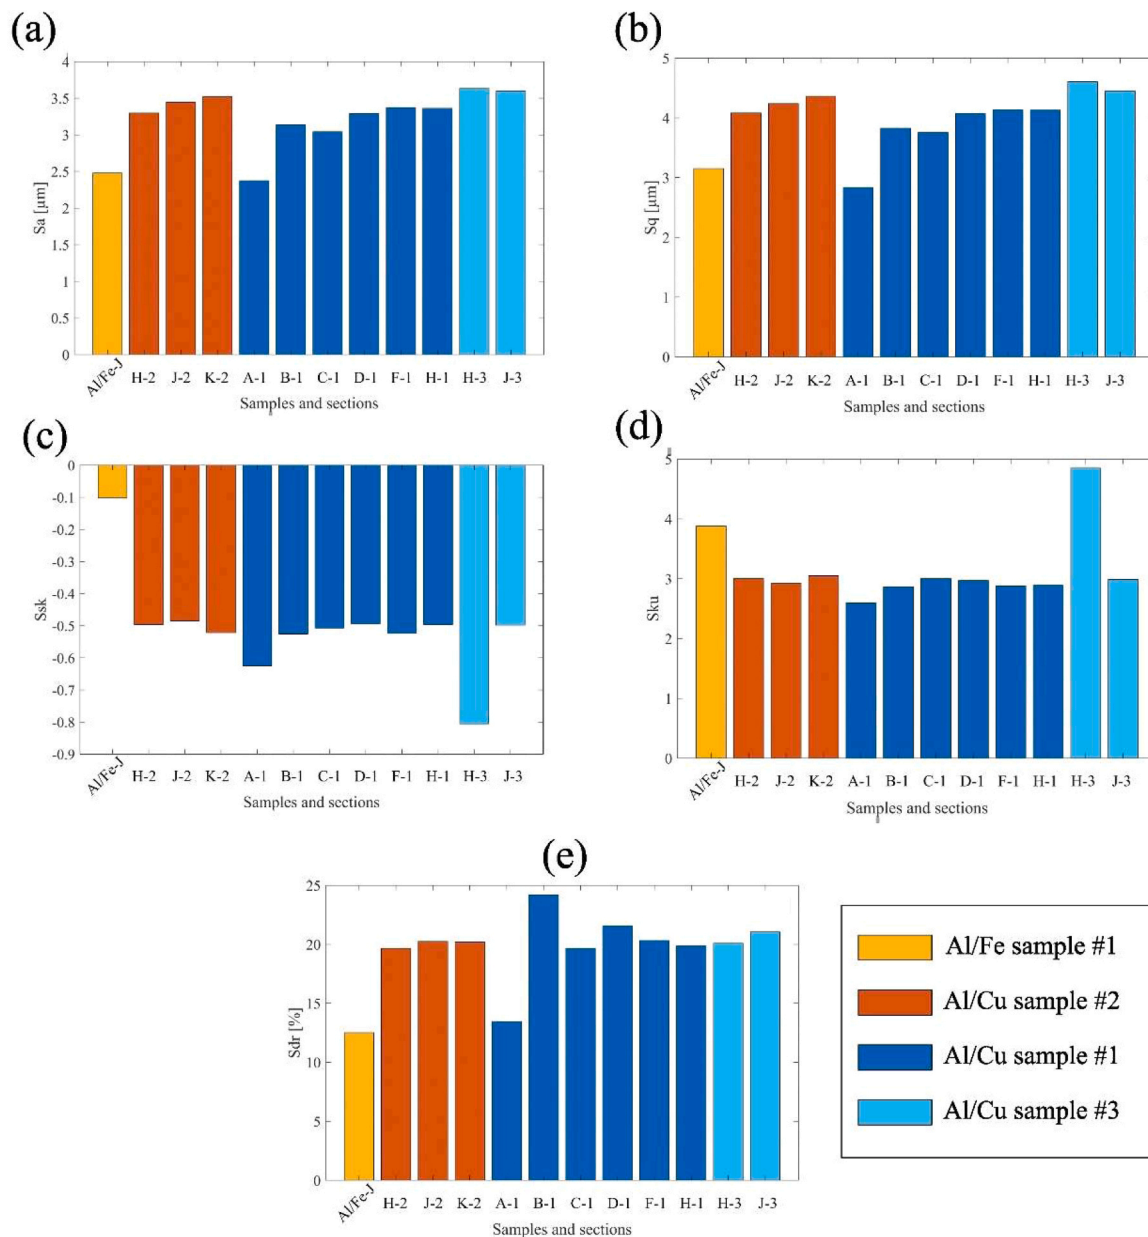 (a)
4
3.5
3
2.5
2
1.5
1
0.5
0
Sa [µm]
Al/Fe-J H-2 J-2 K-2 A-1 B-1 C-1 D-1 F-1 H-1 H-3 J-3
Samples and sections
(b)
5
4
3
2
1
0
Sq [µm]
Al/Fe-J H-2 J-2 K-2 A-1 B-1 C-1 D-1 F-1 H-1 H-3 J-3
Samples and sections
(c)
0
-0.1
-0.2
-0.3
-0.4
-0.5
-0.6
-0.7
-0.8
-0.9
Ssk
Al/Fe-J H-2 J-2 K-2 A-1 B-1 C-1 D-1 F-1 H-1 H-3 J-3
Samples and sections
(d)
5
4
3
2
1
0
Sku
Al/Fe-J H-2 J-2 K-2 A-1 B-1 C-1 D-1 F-1 H-1 H-3 J-3
Samples and sections
(e)
25
20
15
10
5
0
Sdr [%]
Al/Fe-J H-2 J-2 K-2 A-1 B-1 C-1 D-1 F-1 H-1 H-3 J-3
Samples and sections
Al/Fe sample #1
Al/Cu sample #2
Al/Cu sample #1
Al/Cu sample #3